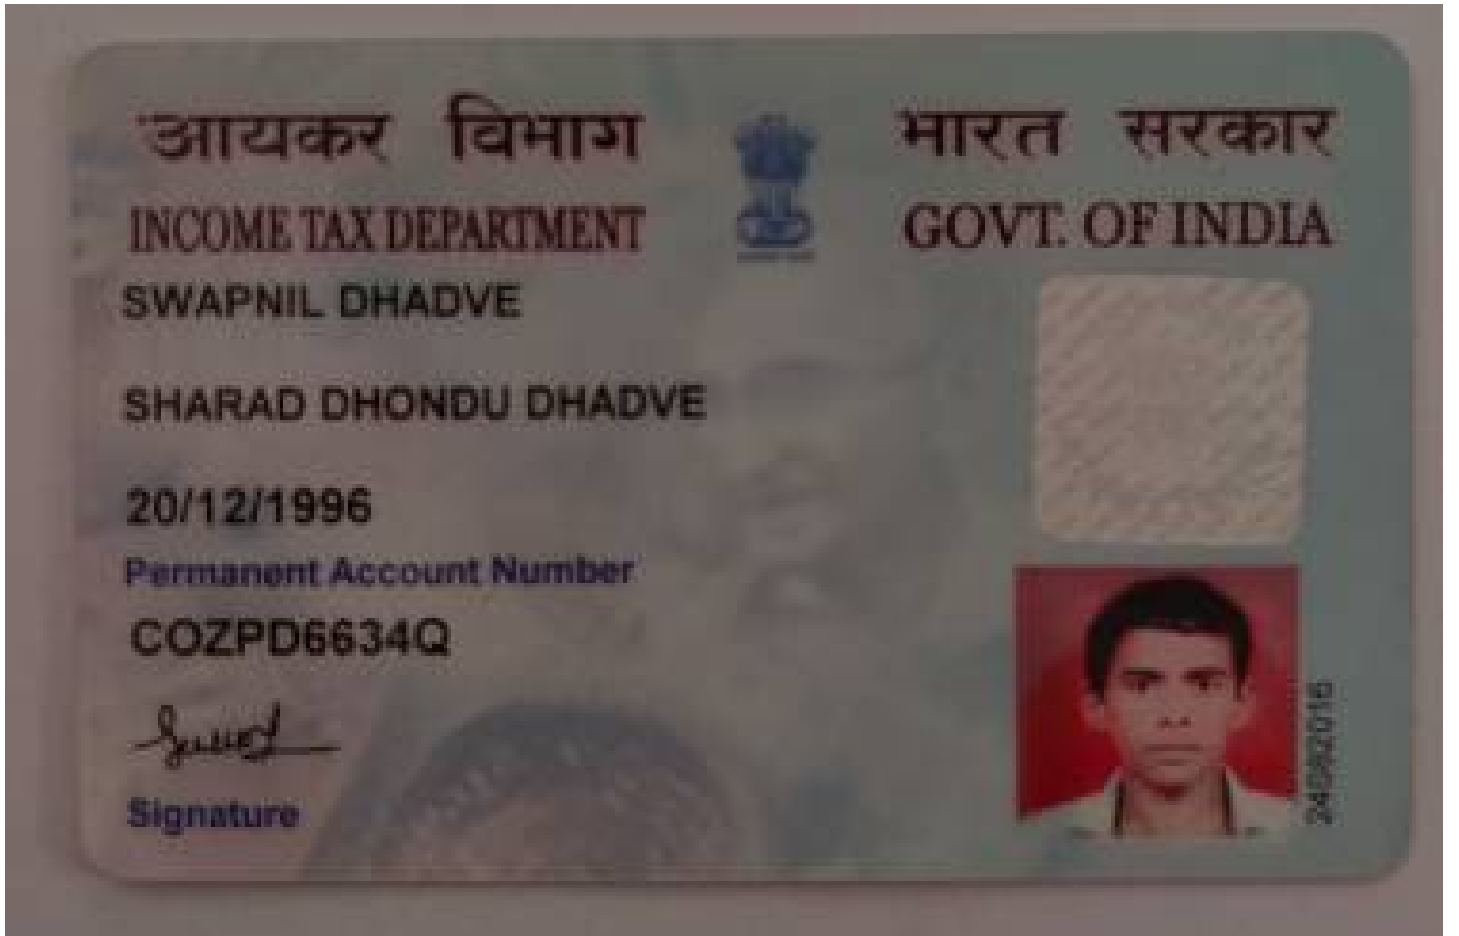 आयकर विभाग
भारत सरकार
INCOME TAX DEPARTMENT
GOVT. OF INDIA
SWAPNIL DHADVE
SHARAD DHONDU DHADVE
20/12/1996
Permanent Account Number
COZPD6634Q
Signature
24082016